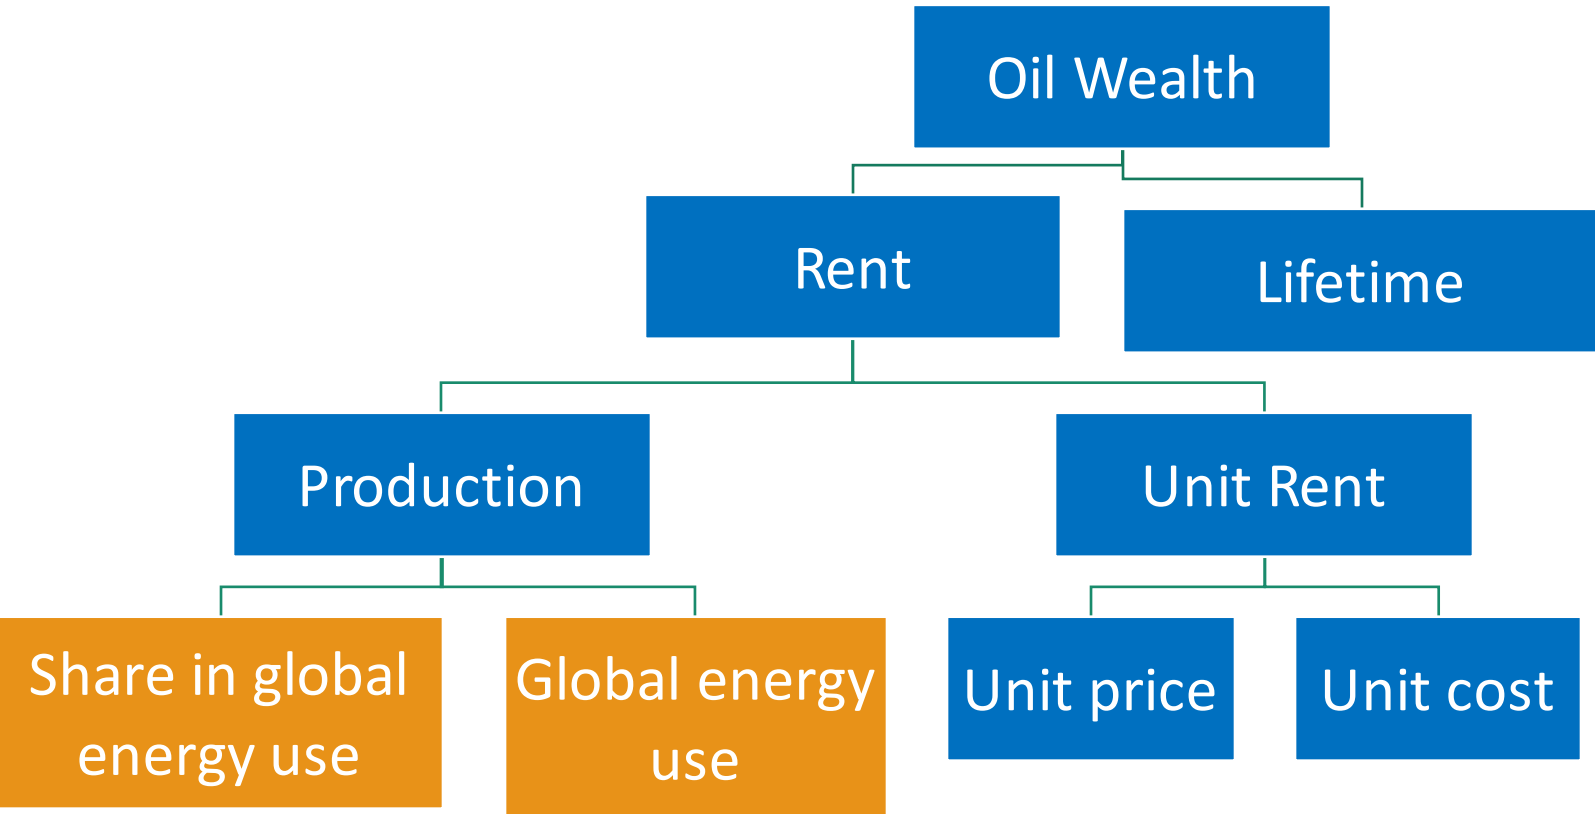 Oil Wealth
Rent
Lifetime
Production
Unit Rent
Share in global
energy use
Global energy
use
Unit price
Unit cost